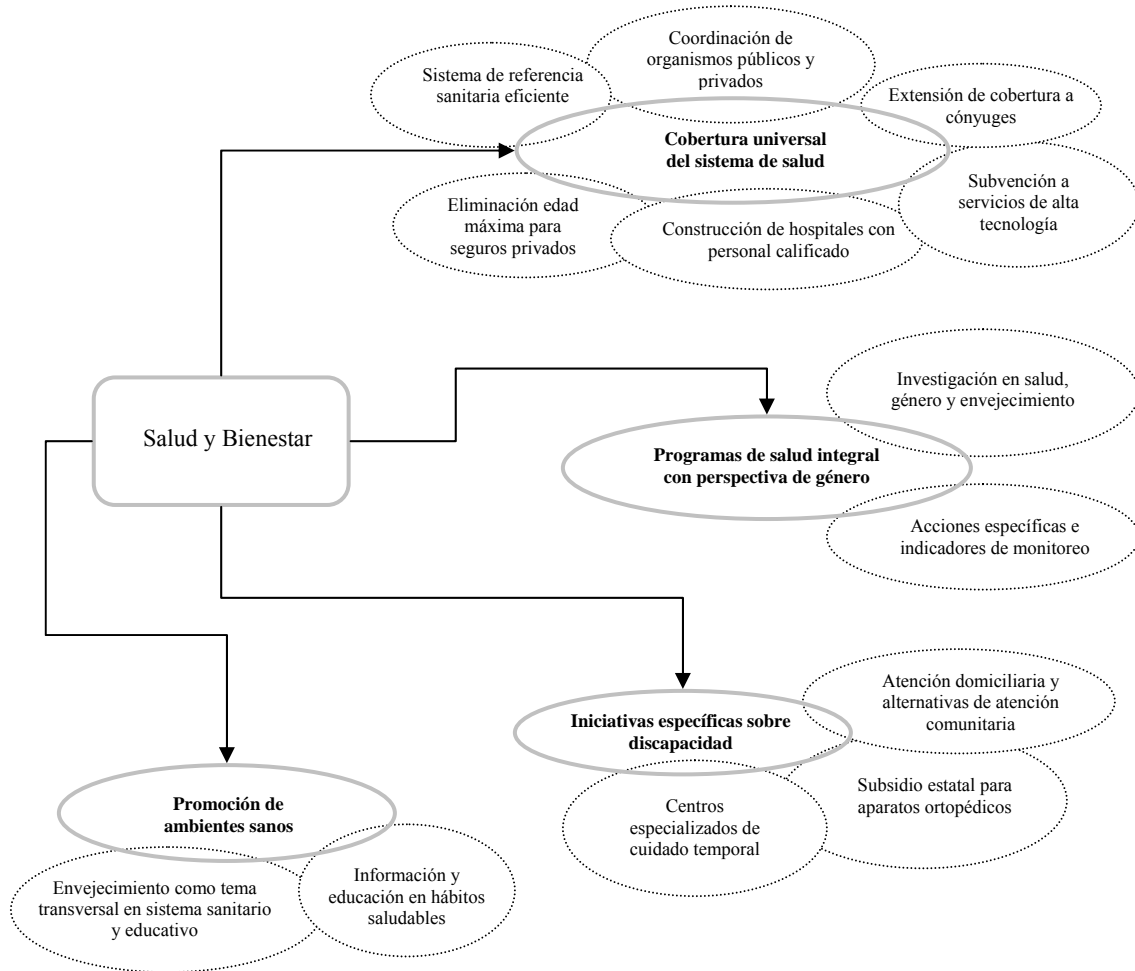 Coordinación de
organismos públicos y
privados
Sistema de referencia
sanitaria eficiente
Extensión de cobertura a
cónyuges
Cobertura universal
del sistema de salud
Subvención a
servicios de alta
tecnología
Eliminación edad
máxima para
seguros privados
Construcción de hospitales con
personal calificado
Investigación en salud,
género y envejecimiento
Salud y Bienestar
Programas de salud integral
con perspectiva de género
Acciones específicas e
indicadores de monitoreo
Atención domiciliaria y
alternativas de atención
comunitaria
Iniciativas específicas sobre
discapacidad
Subsidio estatal para
aparatos ortopédicos
Centros
especializados de
cuidado temporal
Promoción de
ambientes sanos
Información y
educación en hábitos
saludables
Envejecimiento como tema
transversal en sistema sanitario
y educativo